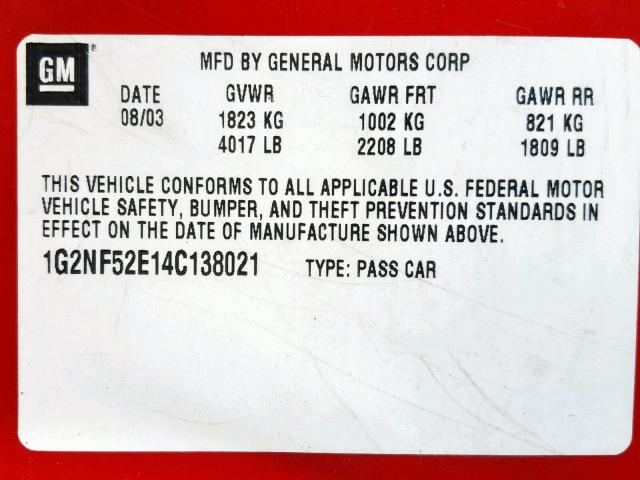 GM ®
MFD BY GENERAL MOTORS CORP
DATE GVWR GAWR FRT GAWR RR
08/03 1823 KG 1002 KG 821 KG
4017 LB 2208 LB 1809 LB
THIS VEHICLE CONFORMS TO ALL APPLICABLE U.S. FEDERAL MOTOR
VEHICLE SAFETY, BUMPER, AND THEFT PREVENTION STANDARDS IN
EFFECT ON THE DATE OF MANUFACTURE SHOWN ABOVE.
1G2NF52E14C138021 TYPE: PASS CAR